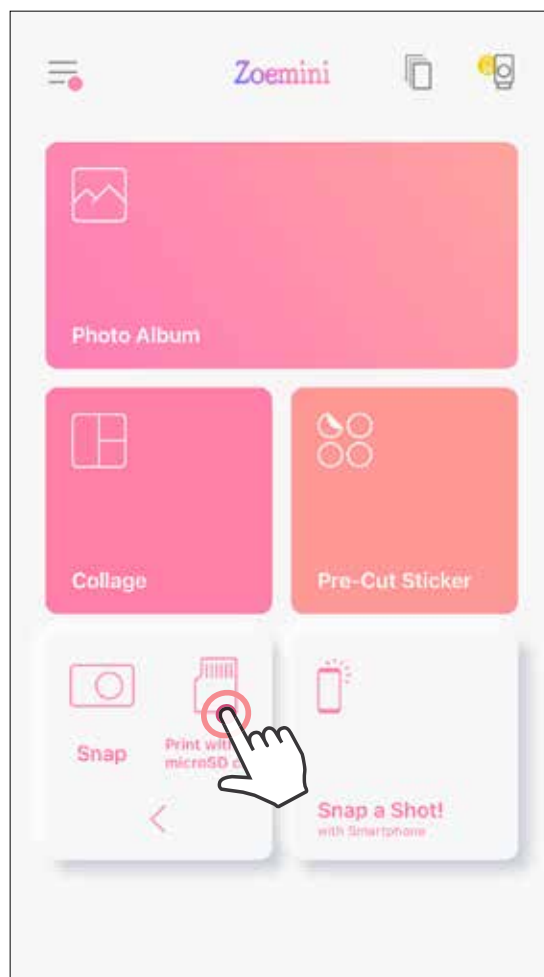 Zoemini
Photo Album
Collage
Pre-Cut Sticker
Snap
Print with
microSD
Snap a Shot!
with Smartphone